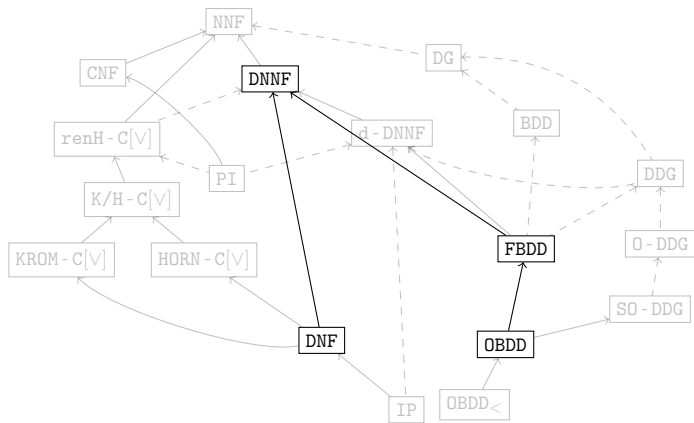 NNF
DG
CNF
DNNF
BDD
renH-C[∨]
d-DNNF
PI
DDG
K/H-C[∨]
KROM-C[∨]
HORN-C[∨]
FBDD
O-DDG
SO-DDG
DNF
OBDD
IP
OBDD<